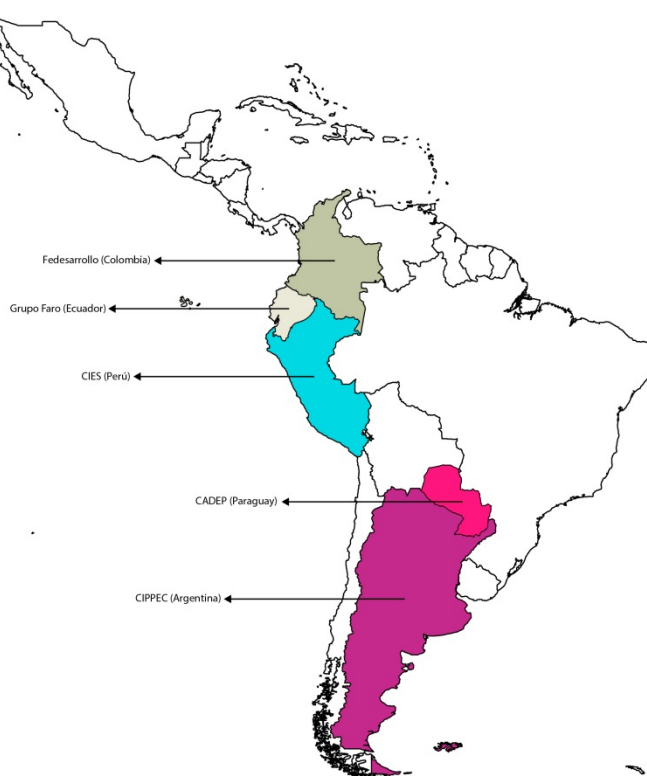 Fedesarrollo (Colombia)
Grupo Faro (Ecuador)
CIES (Perú)
CADEP (Paraguay)
CIPPEC (Argentina)